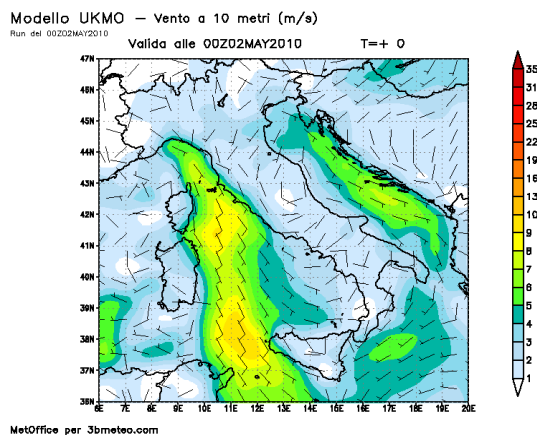 Modello UKMO – Vento a 10 metri (m/s)
Run del 00Z02MAY2010
Valida alle 00Z02MAY2010 T=+ 0
47N
46N
45N
44N
43N
42N
41N
40N
39N
38N
37N
36N
6E 7E 8E 9E 10E 11E 12E 13E 14E 15E 16E 17E 18E 19E 20E
35
31
28
25
22
19
16
13
10
9
8
7
6
5
4
3
2
1
MetOffice per 3bmeteo.com